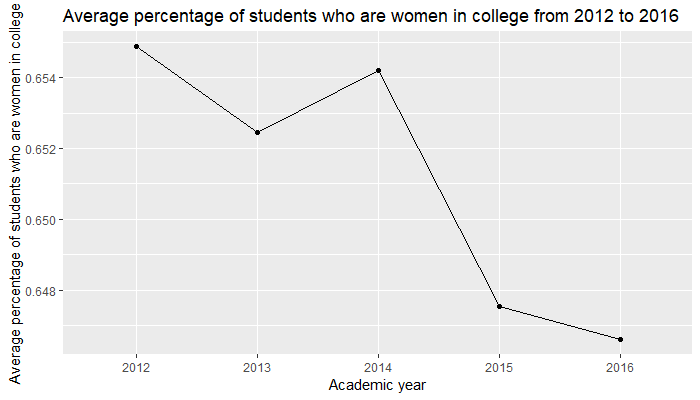 Average percentage of students who are women in college from 2012 to 2016
Average percentage of students who are women in college
0.654
0.652
0.650
0.648
2012 2013 2014 2015 2016
Academic year